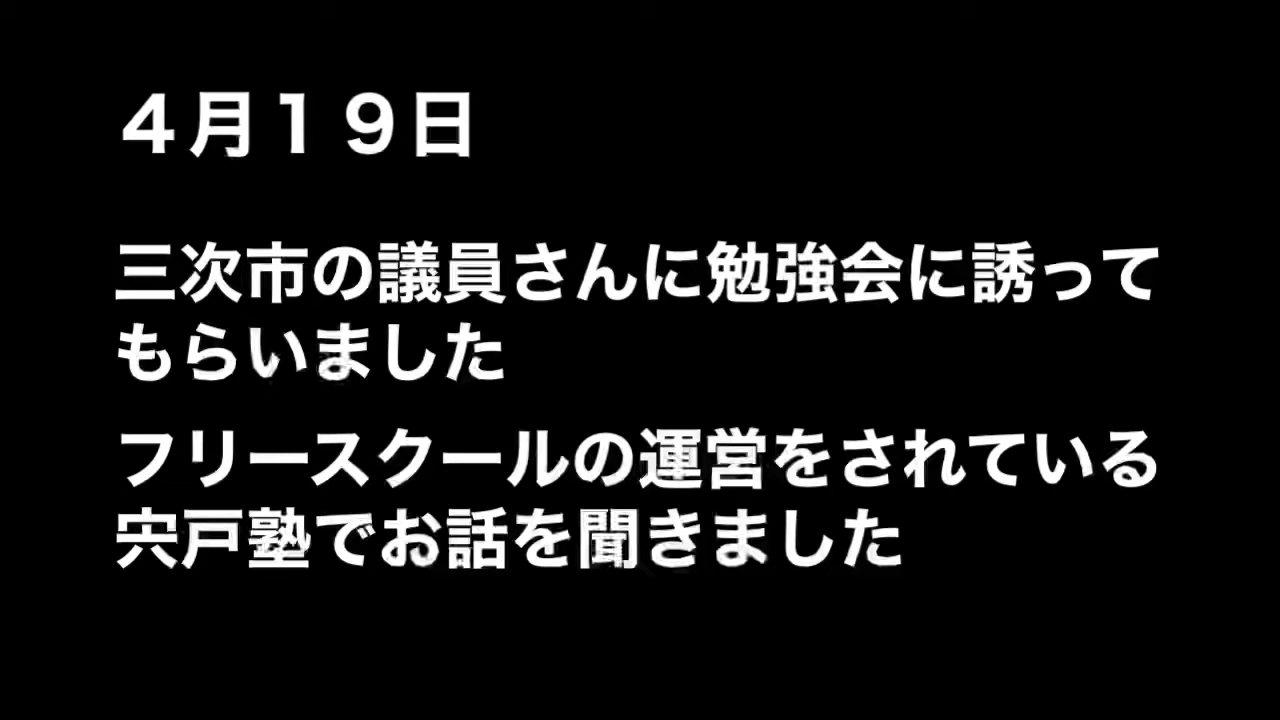 ４月１９日
三次市の議員さんに勉強会に誘って
もらいました
フリースクールの運営をされている
宍戸塾でお話を聞きました